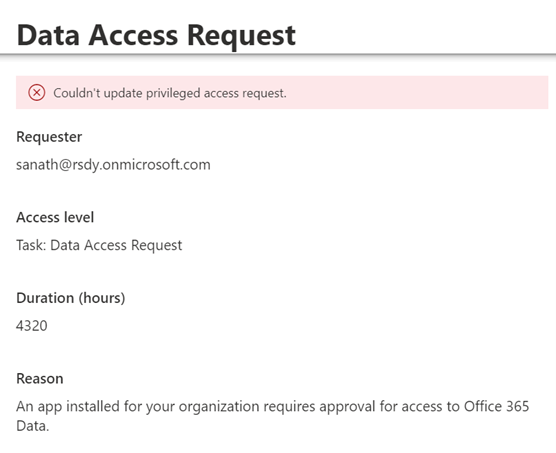 Data Access Request
Couldn't update privileged access request.
Requester
sanath@rsdy.onmicrosoft.com
Access level
Task: Data Access Request
Duration (hours)
4320
Reason
An app installed for your organization requires approval for access to Office 365
Data.